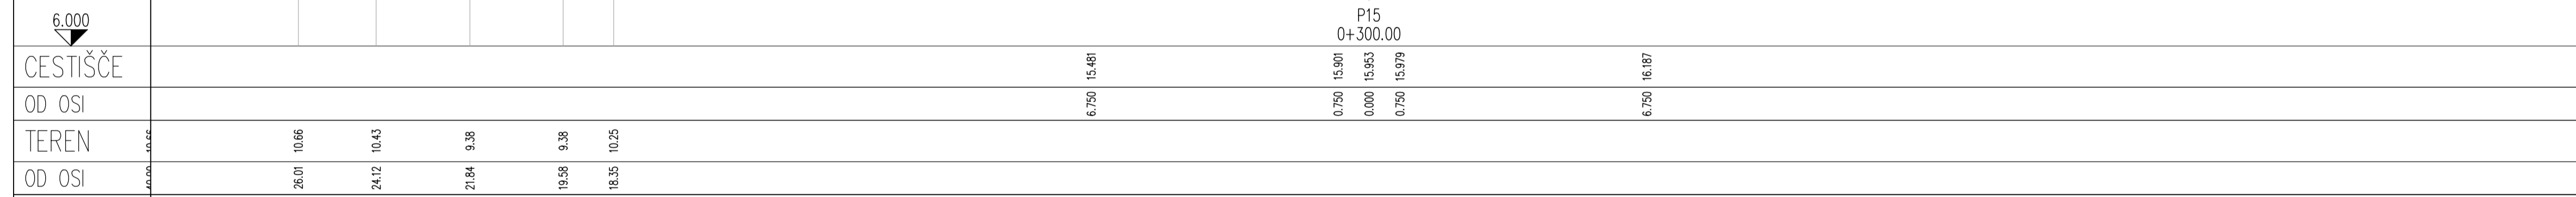 6.000
P15
0+300.00
CESTIŠČE 15.481 15.901 15.953 15.979 16.187
OD OSI 6.750 0.750 0.000 0.750 6.750
TEREN 10.66 10.43 9.38 9.38 10.25
OD OSI 26.01 24.12 21.84 19.58 18.35